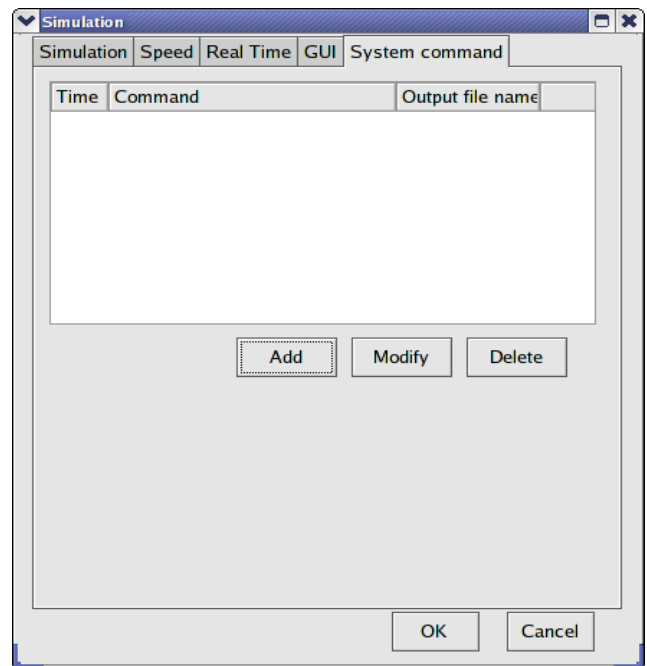 Simulation
Simulation Speed Real Time GUI System command
Time Command Output file name
Add Modify Delete
OK Cancel